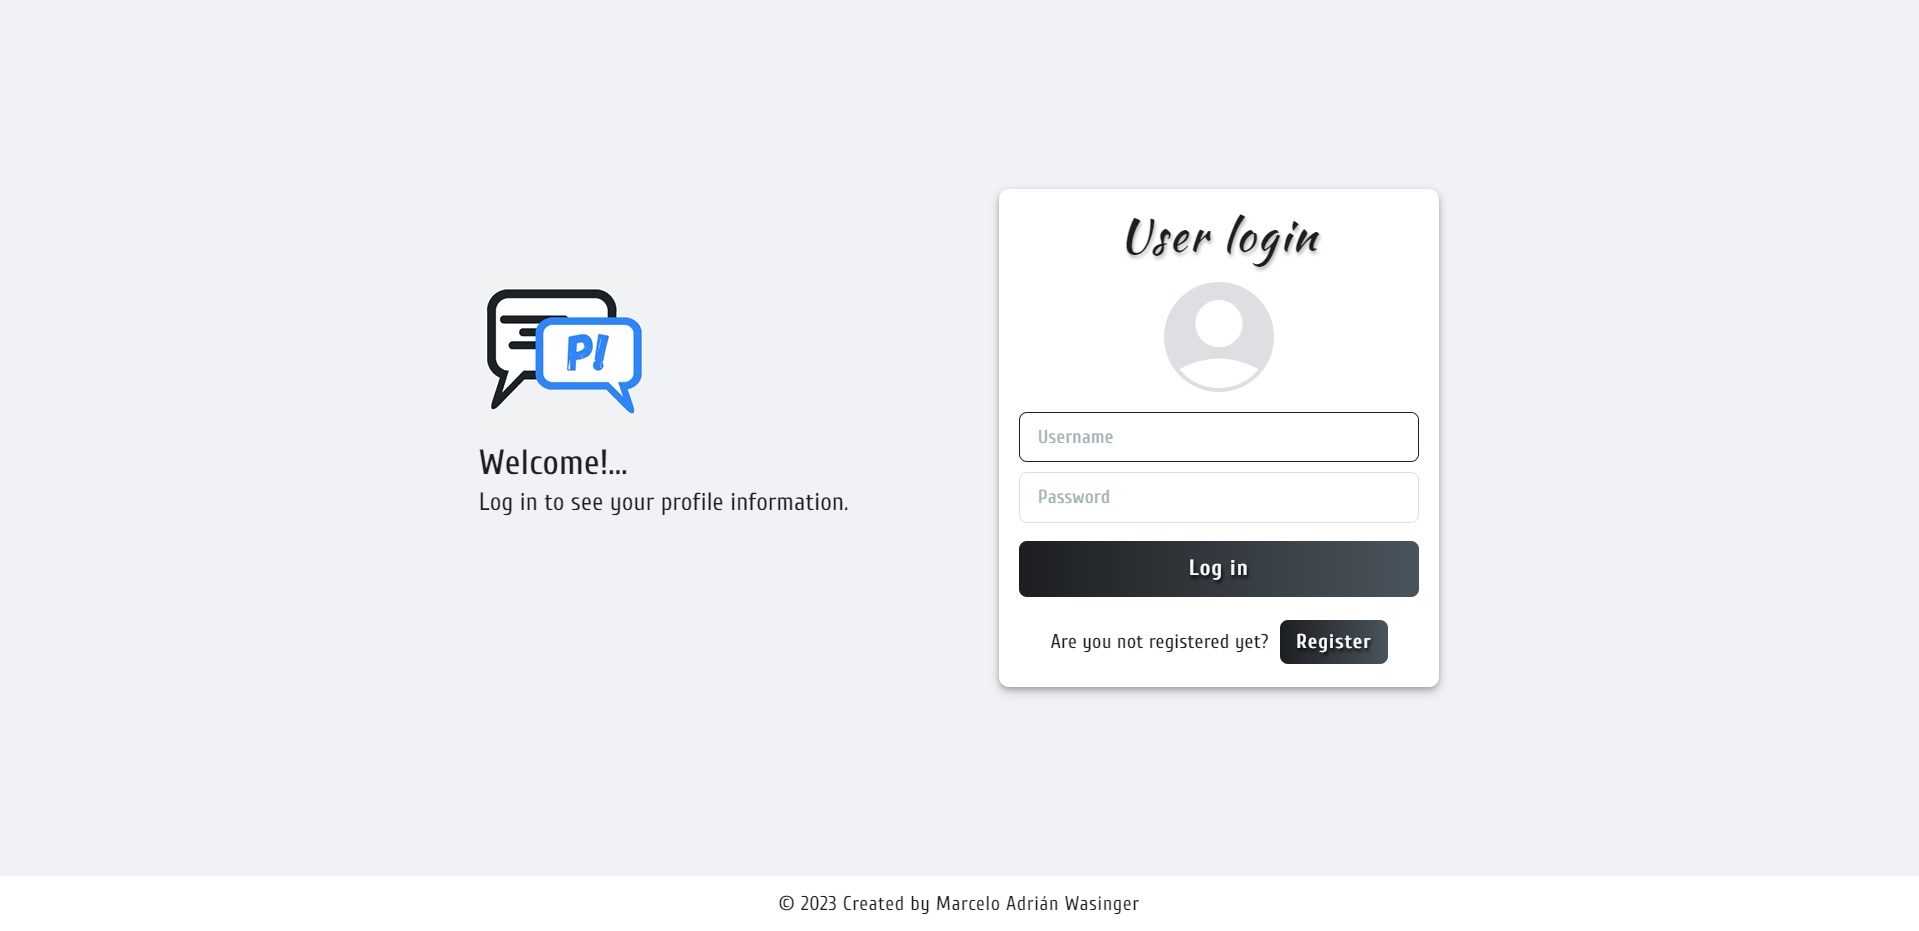 P!
Welcome!...
Log in to see your profile information.
User login
Username
Password
Log in
Are you not registered yet? Register
© 2023 Created by Marcelo Adrián Wasinger